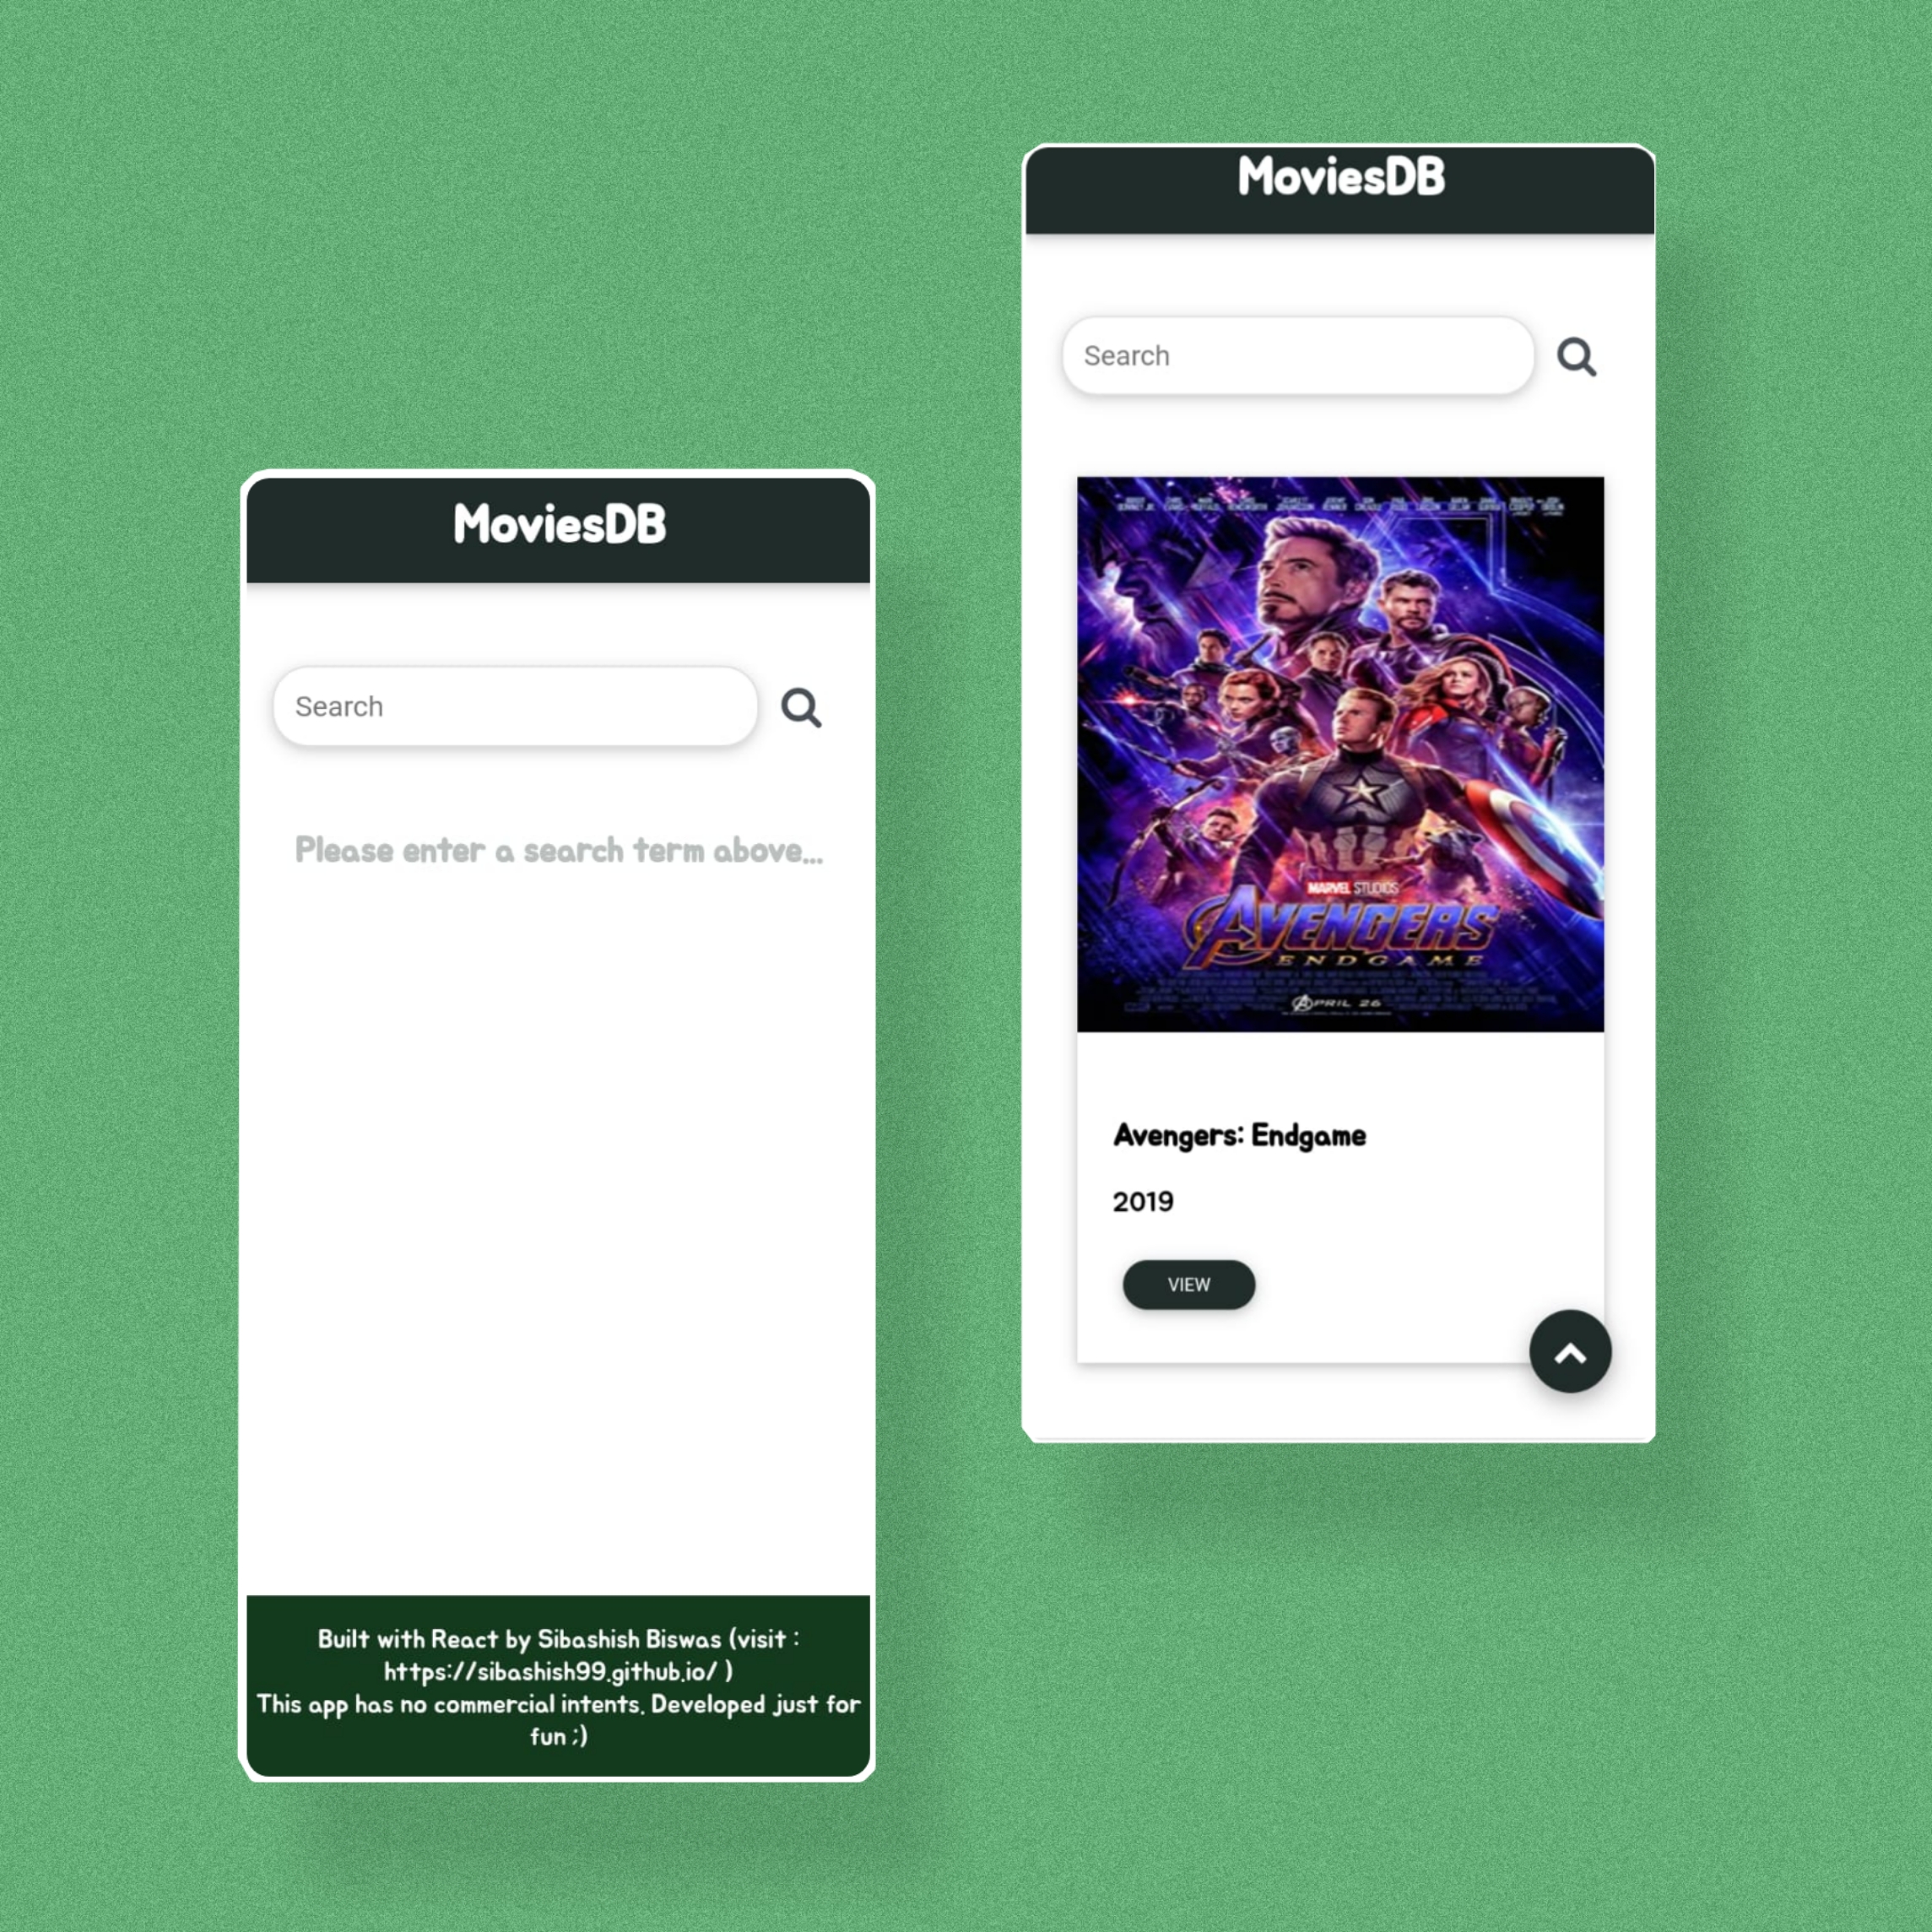 MoviesDB
Search
Please enter a search term above...
Built with React by Sibashish Biswas (visit :
https://sibashish99.github.io/ )
This app has no commercial intents. Developed just for
fun ;)
MoviesDB
Search
MARVEL STUDIOS
AVENGERS
ENDGAME
APRIL 26
Avengers: Endgame
2019
VIEW